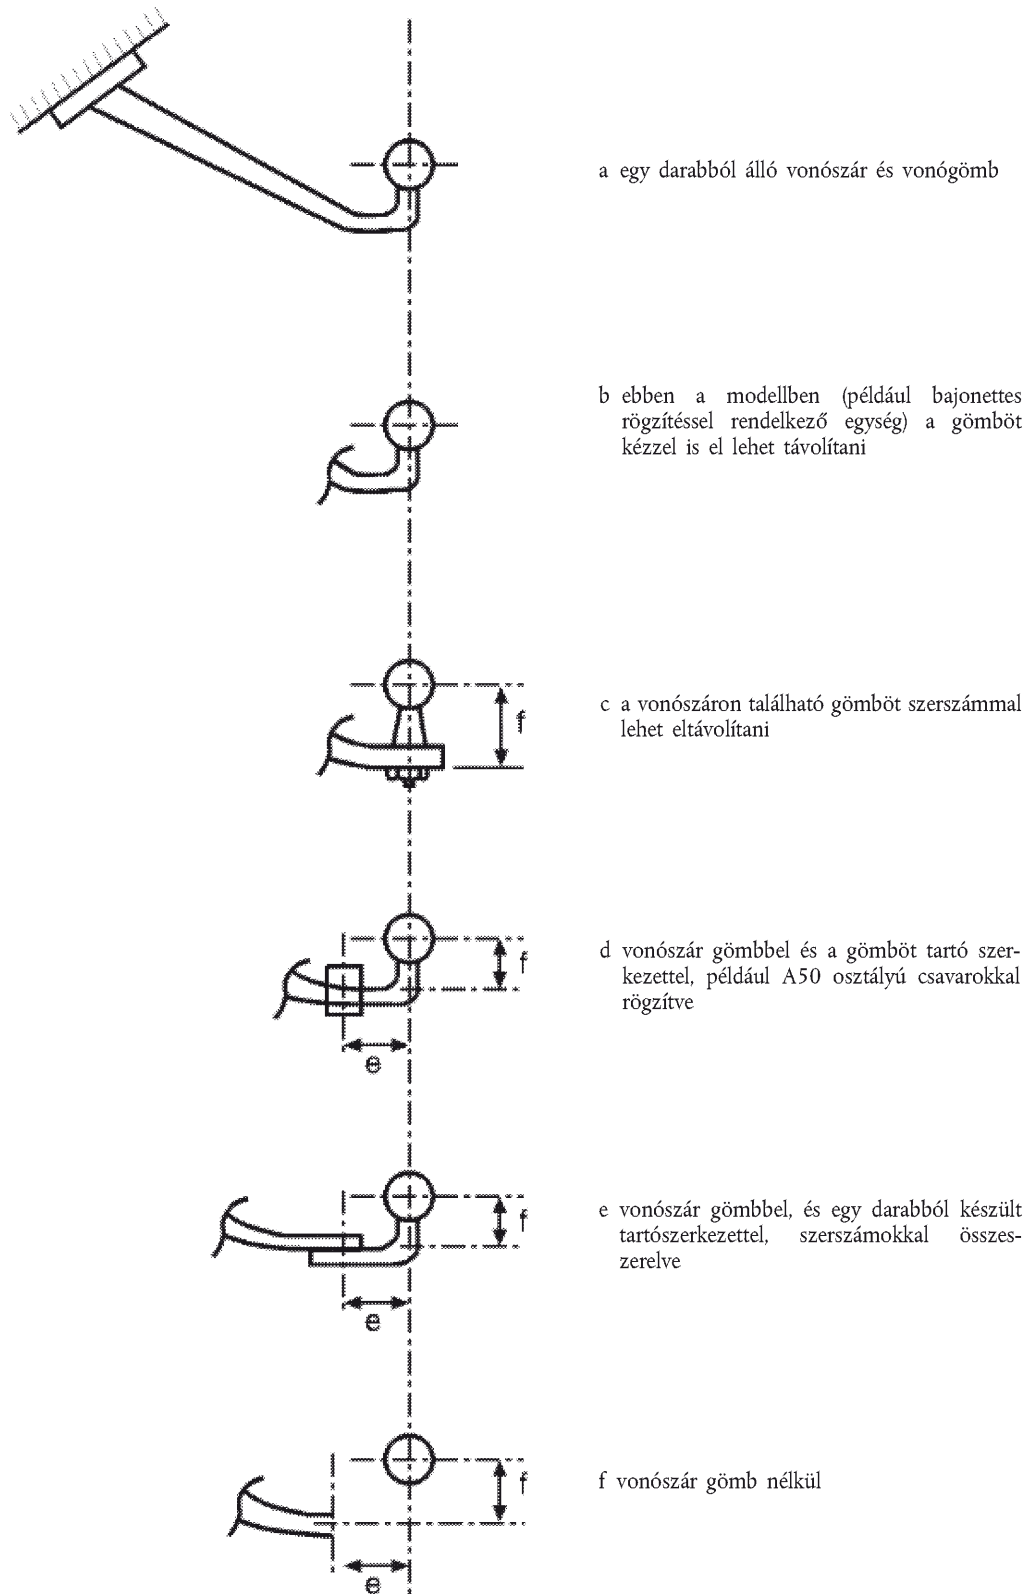 a egy darabból álló vonószár és vonógömb
b ebben a modellben (például bajonettes
rögzítéssel rendelkező egység) a gömböt
kézzel is el lehet távolítani
f
c a vonószáron található gömböt szerszámmal
lehet eltávolítani
f
d vonószár gömbbel és a gömböt tartó szer-
kezettel, például A50 osztályú csavarokkal
rögzítve
e
f
e vonószár gömbbel, és egy darabból készült
tartószerkezettel, szerszámokkal össze-
szerelve
e
f
f vonószár gömb nélkül
e